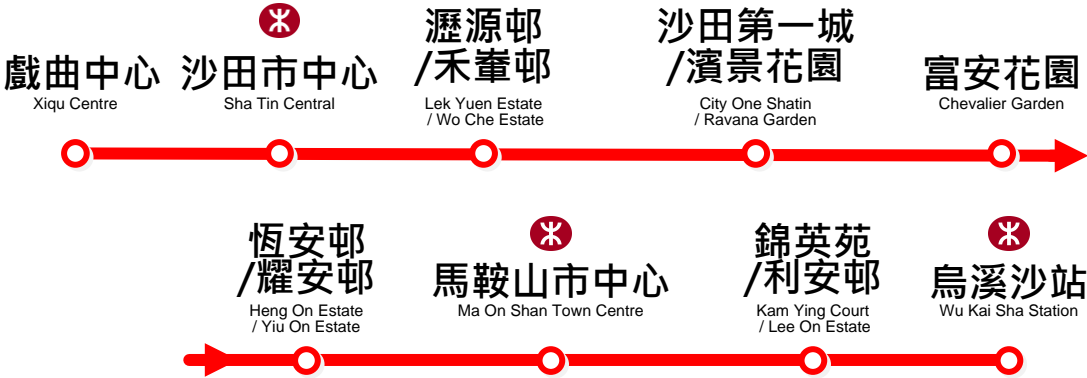 戲曲中心
Xiqu Centre
沙田市中心
Sha Tin Central
瀝源邨
/禾輋邨
Lek Yuen Estate
/ Wo Che Estate
沙田第一城
/濱景花園
City One Shatin
/ Ravana Garden
富安花園
Chevalier Garden
恆安邨
/耀安邨
Heng On Estate
/ Yiu On Estate
馬鞍山市中心
Ma On Shan Town Centre
錦英苑
/利安邨
Kam Ying Court
/ Lee On Estate
烏溪沙站
Wu Kai Sha Station